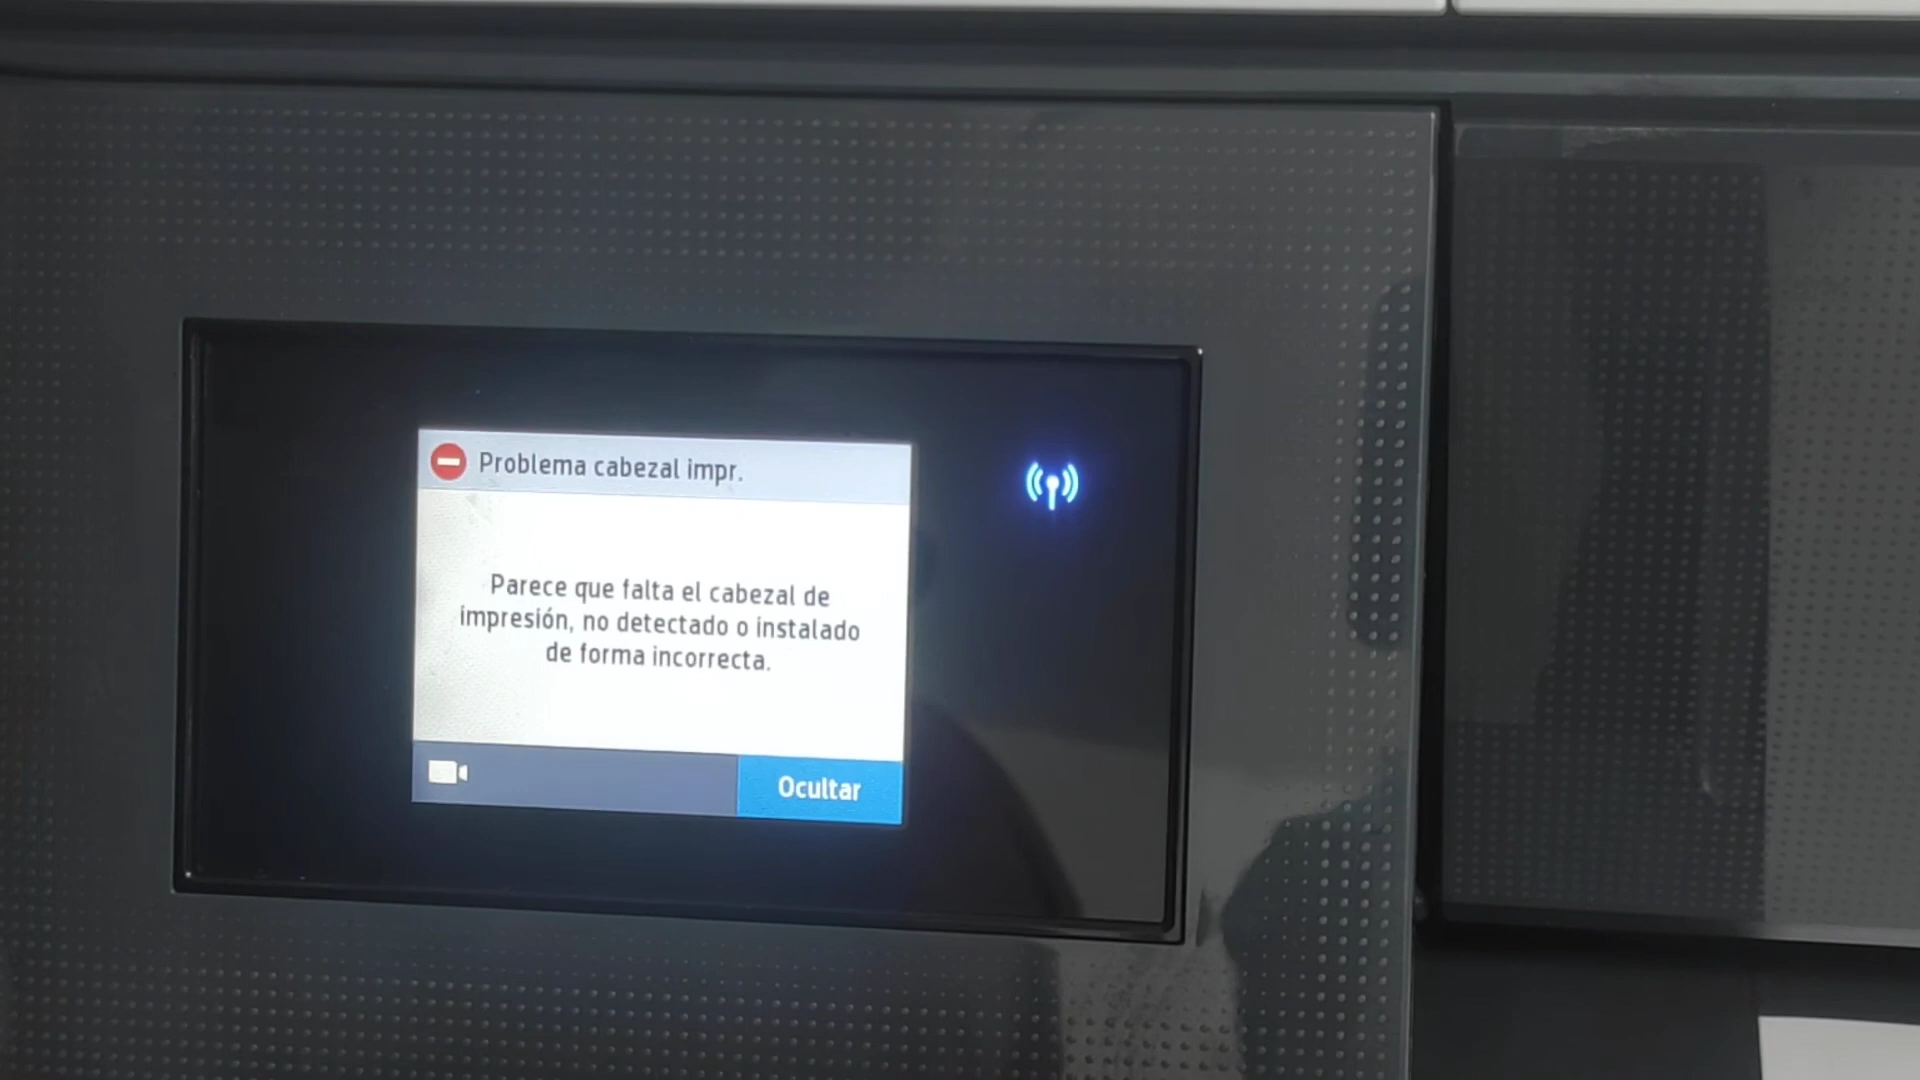 Problema cabezal impr.
Parece que falta el cabezal de
impresión, no detectado o instalado
de forma incorrecta.
Ocultar